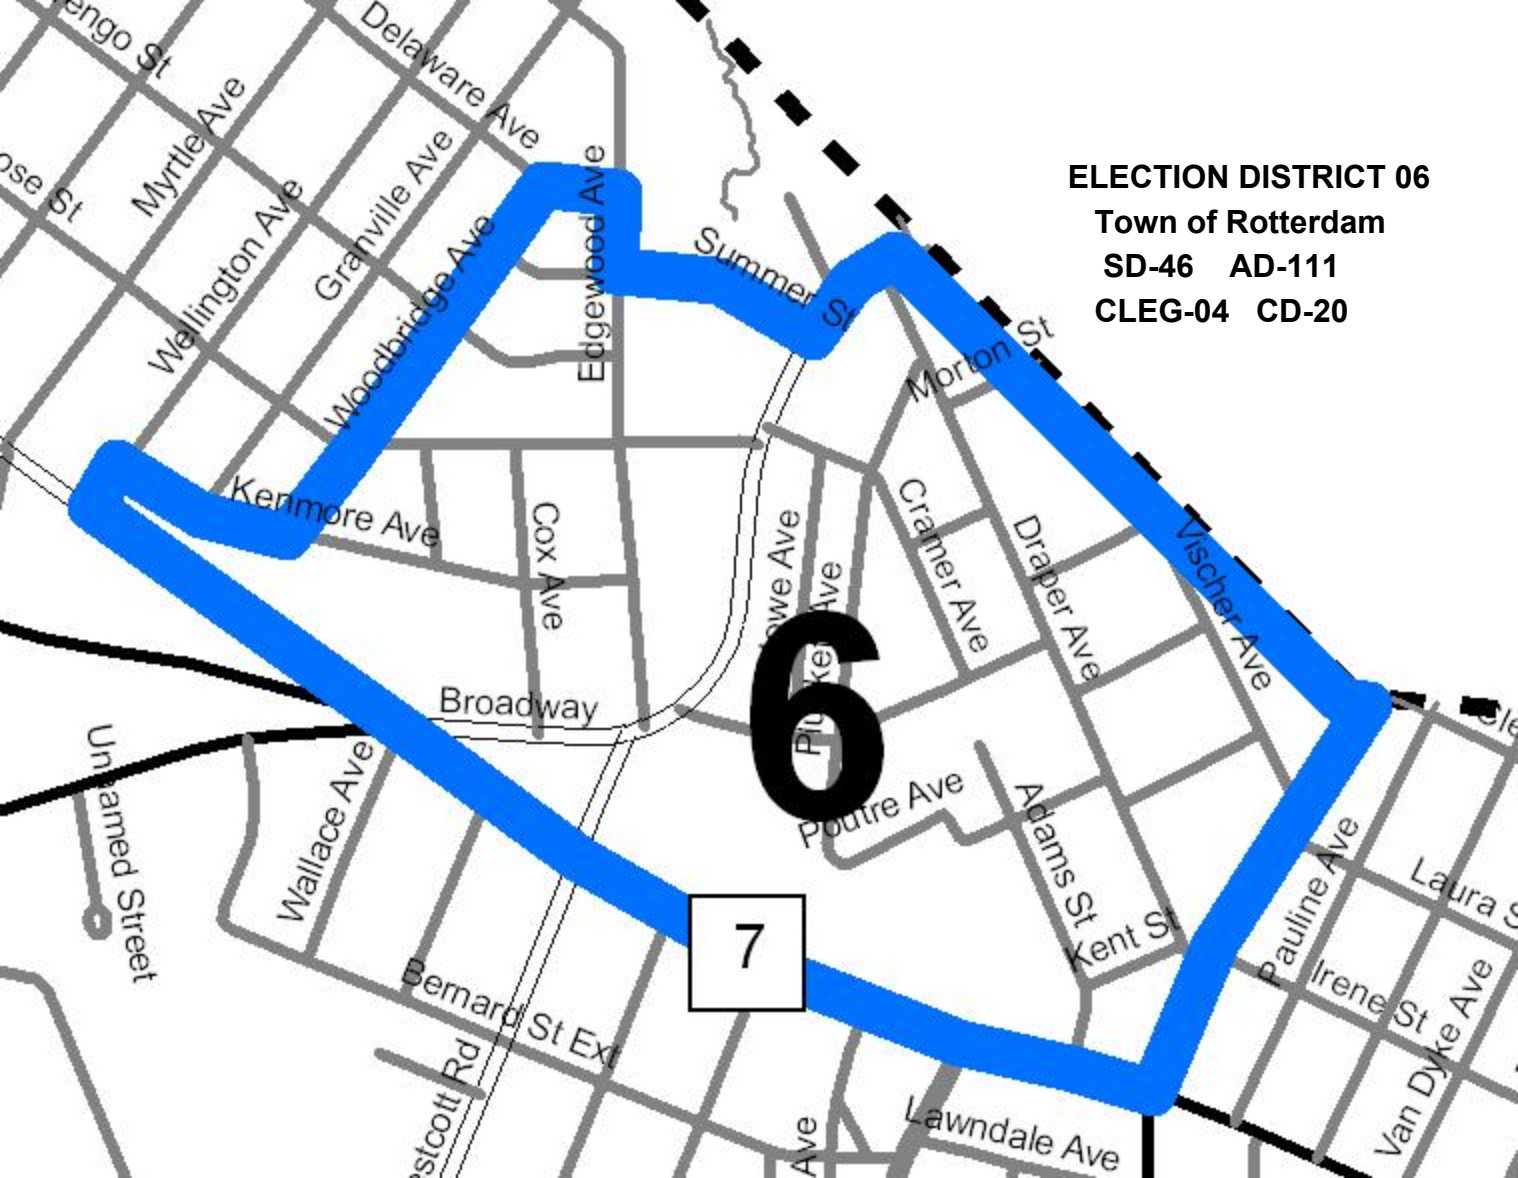 Delaware Ave
Myrtle Ave
ELECTION DISTRICT 06
Town of Rotterdam
SD-46 AD-111
CLEG-04 CD-20
Wellington Ave
Granville Ave
Woodbridge Ave
Edgewood Ave
Summer St
Morton St
Kenmore Ave
Cox Ave
Cramer Ave
Draper Ave
Vischer Ave
6
Broadway
Unnamed Street
Wallace Ave
Poutre Ave
Adams St
Kent St
Pauline Ave
Laura
Irene St
Van Dyke Ave
7
Bernard St Ext
Rd
Ave
Lawndale Ave